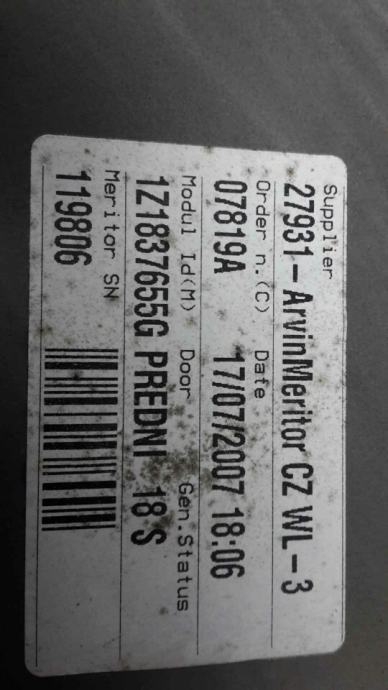 Supplier
27931-ArvinMeritor CZ WL-3
Order n.(C) Date
07819A 17/07/2007 18:06
Modul Id(M) Door Gen.Status
1Z1837655G PREDNI 18 S
Meritor SN
119806